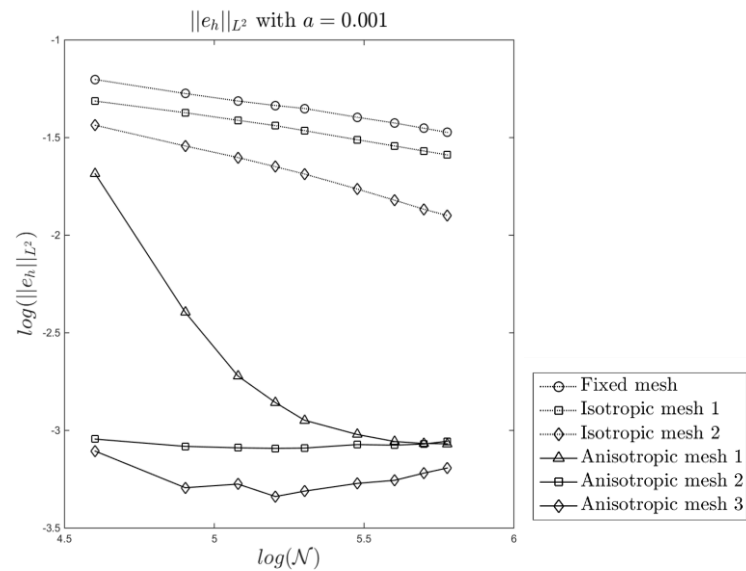 ||e_h||_{L^2} with a = 0.001
-1
-1.5
-2
-2.5
-3
-3.5
log(||e_h||_{L^2})
4.5
5
5.5
6
log(𝒩)
Fixed mesh
Isotropic mesh 1
Isotropic mesh 2
Anisotropic mesh 1
Anisotropic mesh 2
Anisotropic mesh 3